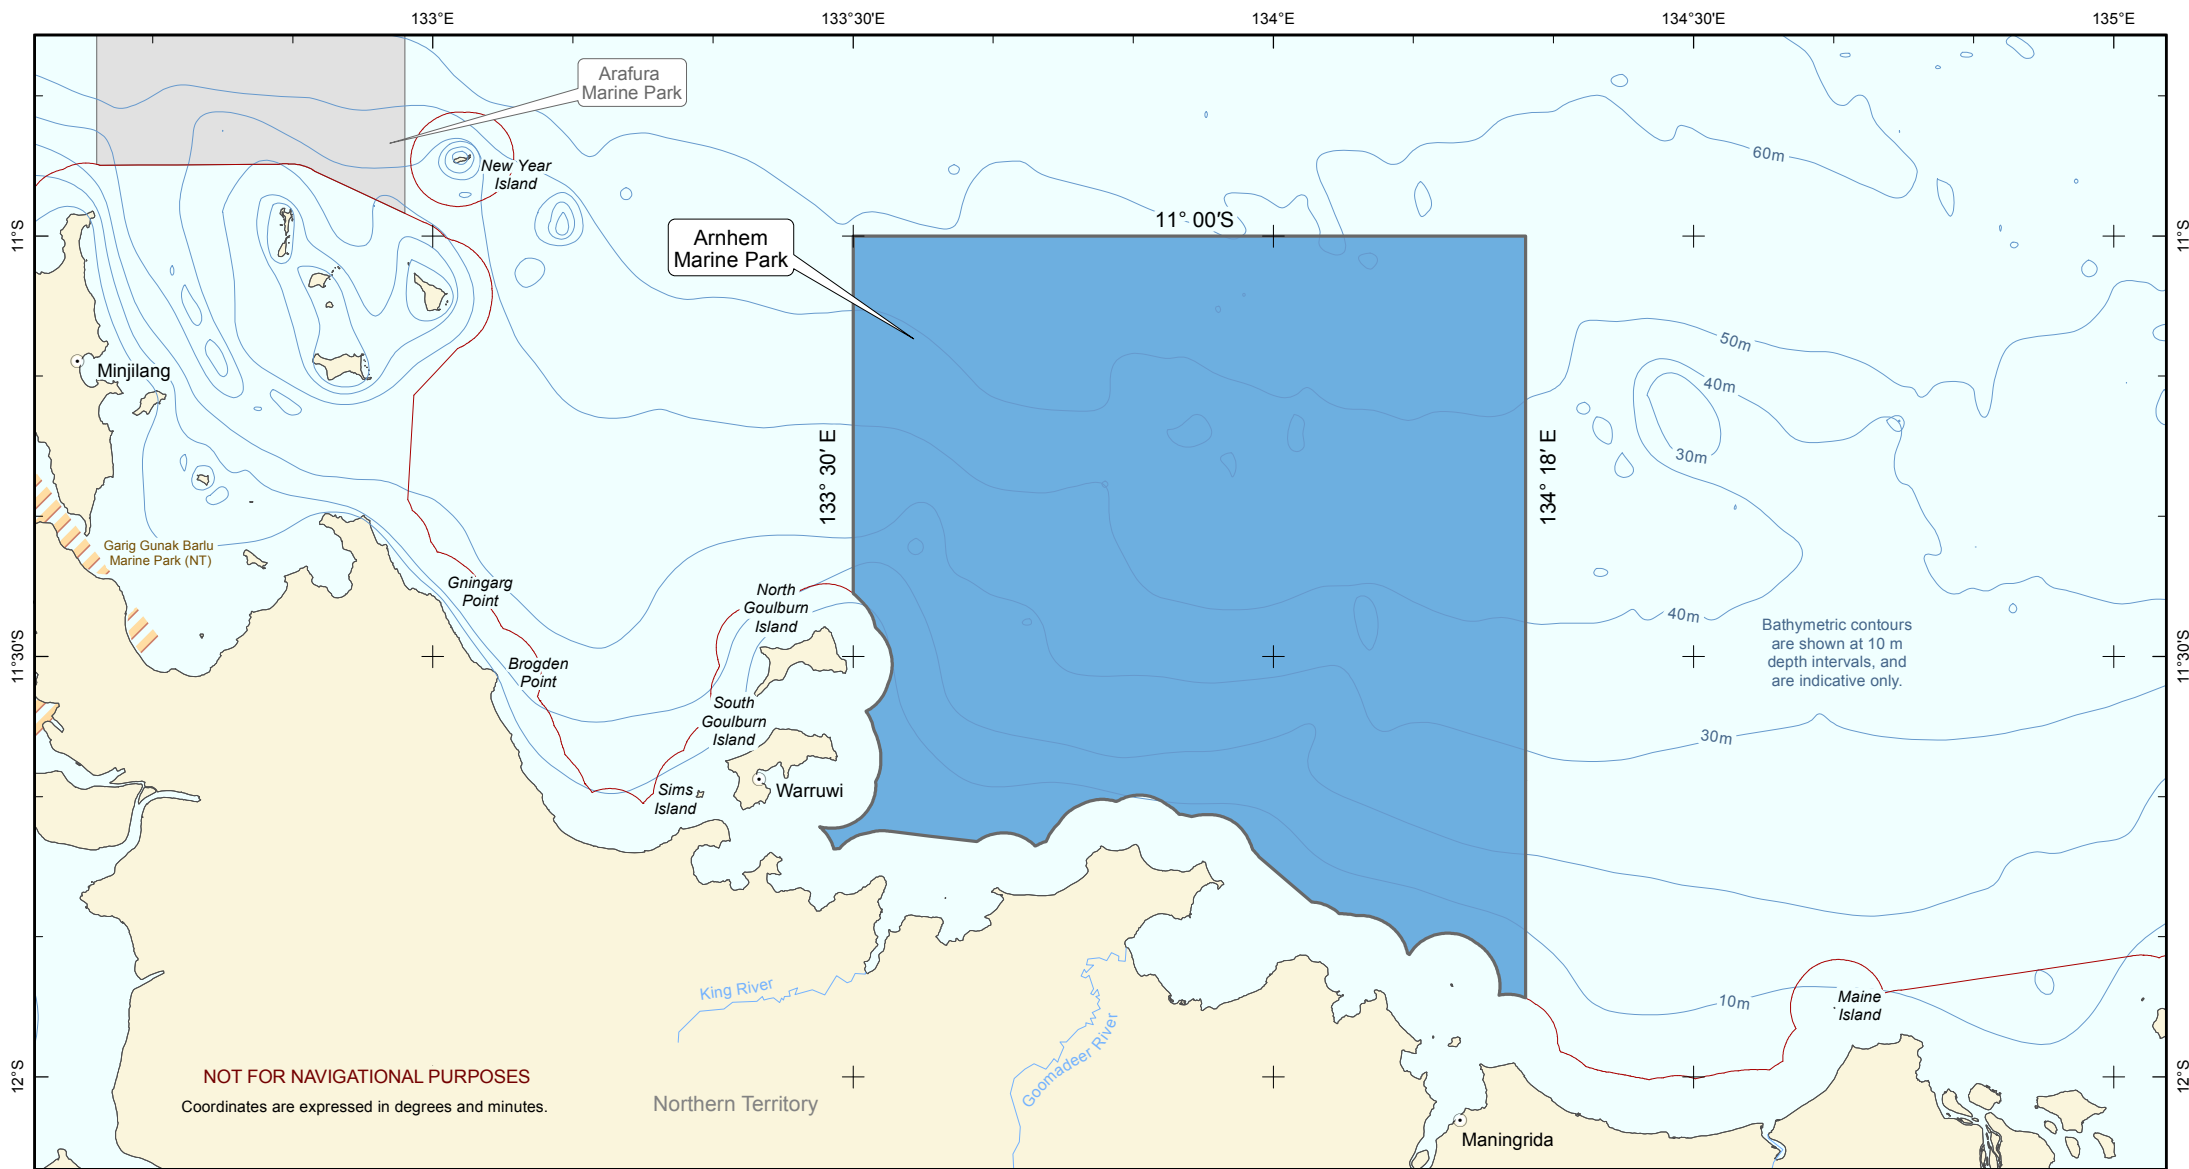 133°E
133°30'E
134°E
134°30'E
135°E
Arafura
Marine Park
New Year
Island
60m
11°S
11° 00'S
11°S
Arnhem
Marine Park
50m
Minjilang
40m
30m
133° 30' E
134° 18' E
Garig Gunak Barlu
Marine Park (NT)
Gningarg
Point
North
Goulburn
Island
40m
Bathymetric contours
are shown at 10 m
depth intervals, and
are indicative only.
11°30'S
11°30'S
Brogden
Point
South
Goulburn
Island
30m
Sims
Island
Warruwi
King River
10m
Maine
Island
Goomadeer River
NOT FOR NAVIGATIONAL PURPOSES
Coordinates are expressed in degrees and minutes.
Northern Territory
12°S
12°S
Maningrida